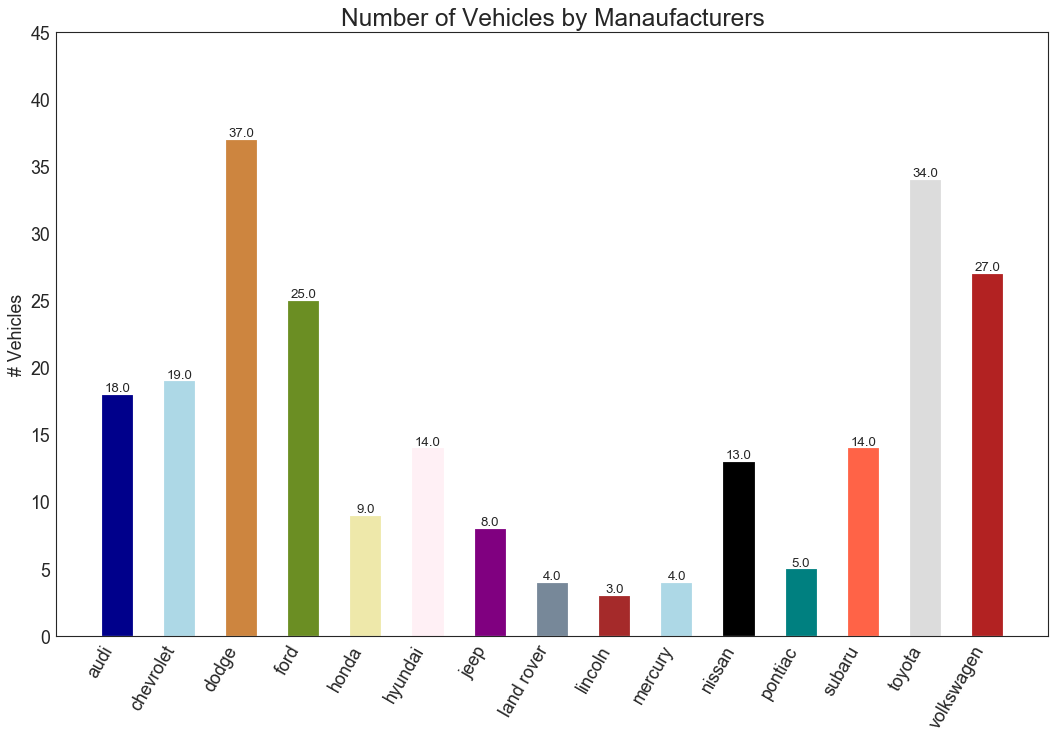 Number of Vehicles by Manaufacturers
# Vehicles
45
40
35
30
25
20
15
10
5
0
18.0
19.0
37.0
25.0
9.0
14.0
8.0
4.0
3.0
4.0
13.0
5.0
14.0
34.0
27.0
audi
chevrolet
dodge
ford
honda
hyundai
jeep
land rover
lincoln
mercury
nissan
pontiac
subaru
toyota
volkswagen